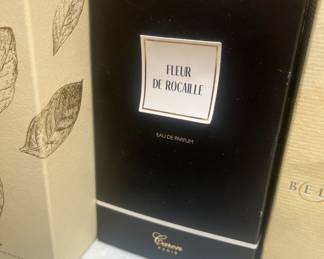 FLEUR
DE ROCAILLE
EAU DE PARFUM
Caron
PARIS
BEL